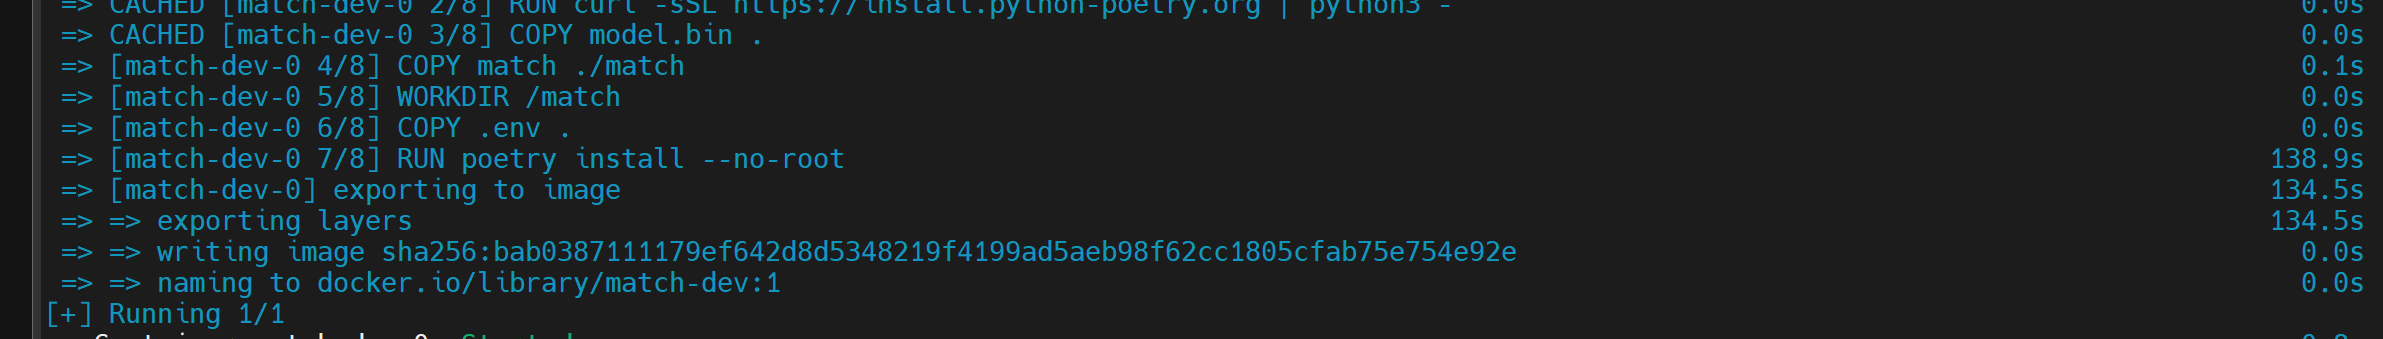 => CACHED [match-dev-0 2/8] RUN curl -sSL https://install.python-poetry.org | python3 - 0.0s
=> CACHED [match-dev-0 3/8] COPY model.bin . 0.0s
=> [match-dev-0 4/8] COPY match ./match 0.1s
=> [match-dev-0 5/8] WORKDIR /match 0.0s
=> [match-dev-0 6/8] COPY .env . 0.0s
=> [match-dev-0 7/8] RUN poetry install --no-root 138.9s
=> [match-dev-0] exporting to image 134.5s
=> => exporting layers 134.5s
=> => writing image sha256:bab0387111179ef642d8d5348219f4199ad5aeb98f62cc1805cfab75e754e92e 0.0s
=> => naming to docker.io/library/match-dev:1 0.0s
[+] Running 1/1